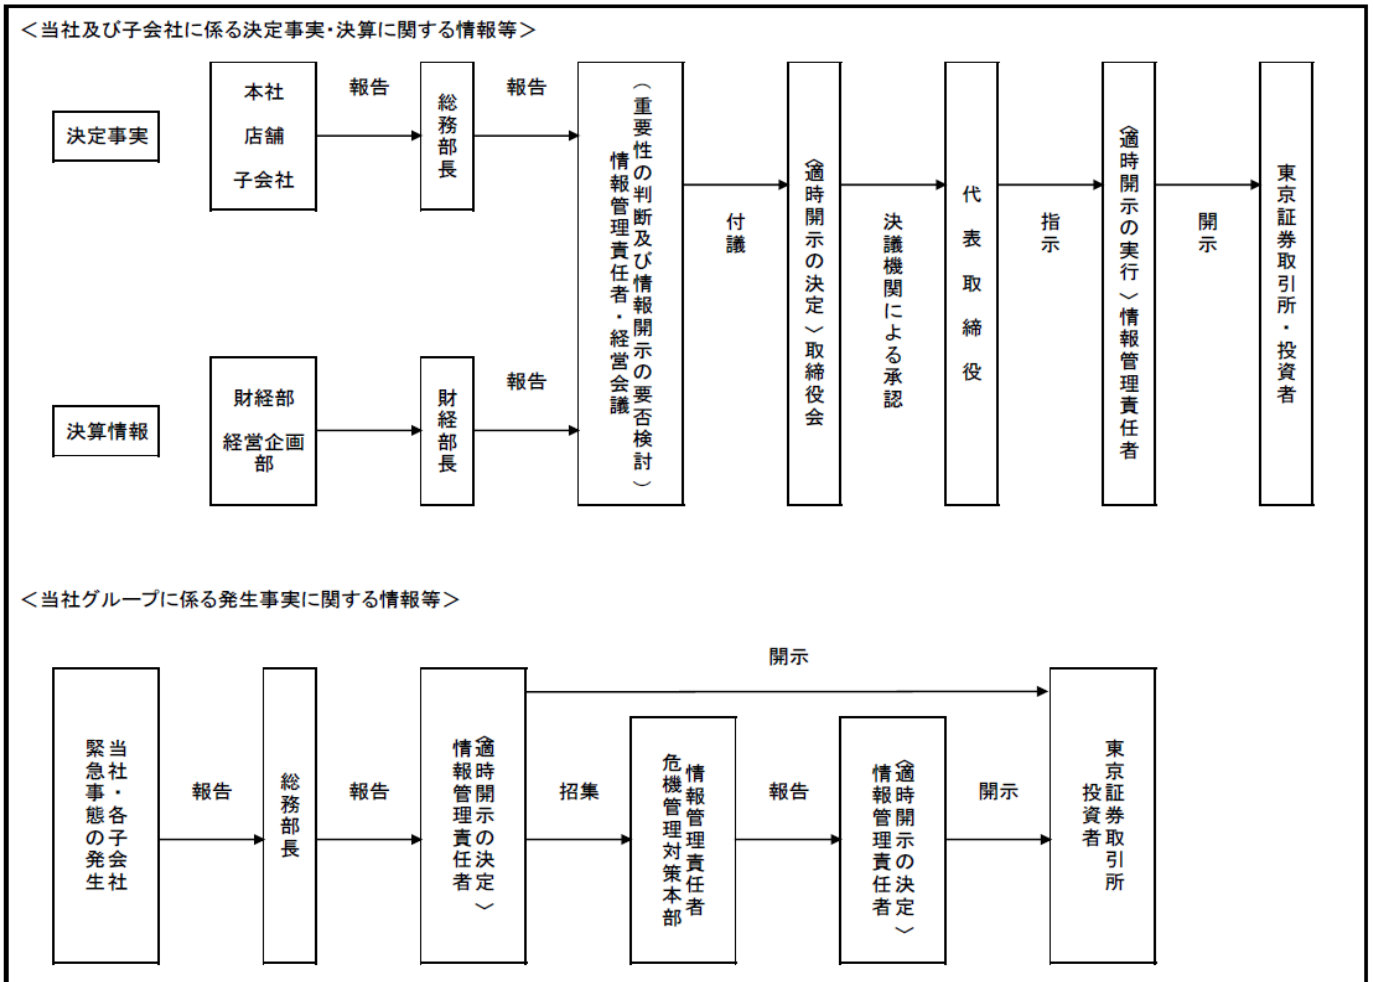 ＜当社及び子会社に係る決定事実・決算に関する情報等＞
決定事実
本社
店舗
子会社
報告
総務部長
報告
決算情報
財経部
経営企画
部
財経部長
報告
（重要性の判断及び情報開示の要否検討）
情報管理責任者・経営会議
付議
〈適時開示の決定〉取締役会
決議機関による承認
代表取締役
指示
〈適時開示の実行〉情報管理責任者
開示
東京証券取引所・投資者
＜当社グループに係る発生事実に関する情報等＞
当社・各子会社
緊急事態の発生
報告
総務部長
報告
〈適時開示の決定〉
情報管理責任者
開示
招集
情報管理責任者
危機管理対策本部
報告
〈適時開示の決定〉
情報管理責任者
開示
東京証券取引所
投資者